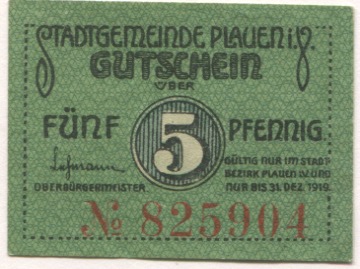 STADTGEMEINDE PLAUEN i.V.
GUTSCHEIN
ÜBER
FÜNF 5 PFENNIG
GÜLTIG NUR IM STADT-
BEZIRK PLAUEN i.V. UND
NUR BIS 31. DEZ. 1919.
OBERBÜRGERMEISTER
№ 825904